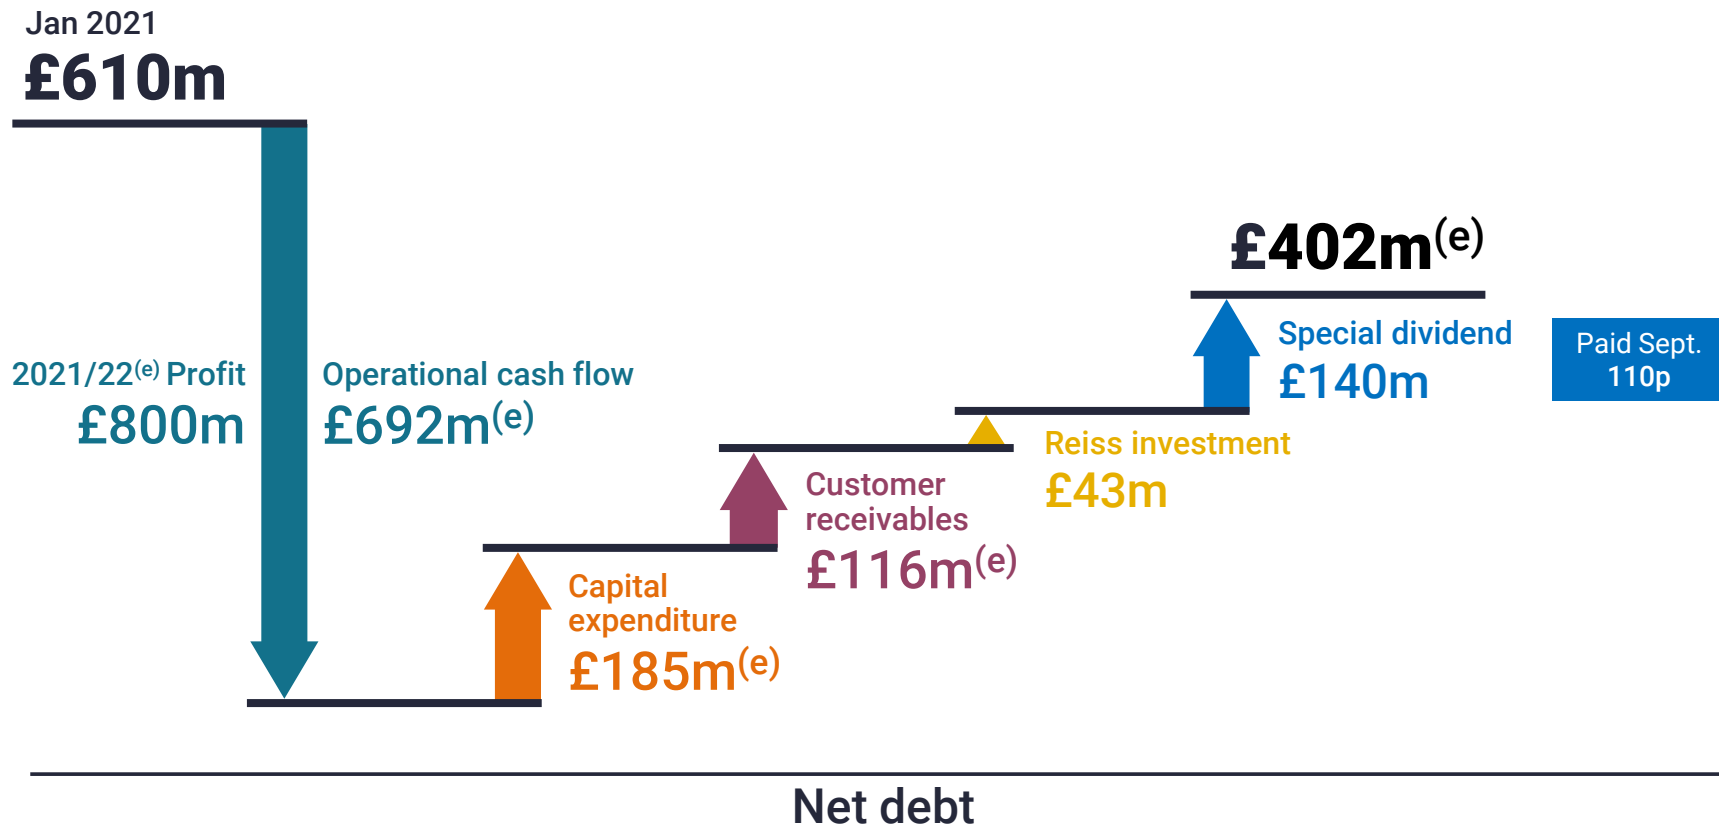 Jan 2021
£610m
2021/22(e) Profit
£800m
Operational cash flow
£692m(e)
Capital
expenditure
£185m(e)
Customer
receivables
£116m(e)
Reiss investment
£43m
£402m(e)
Special dividend
£140m
Paid Sept.
110p
Net debt